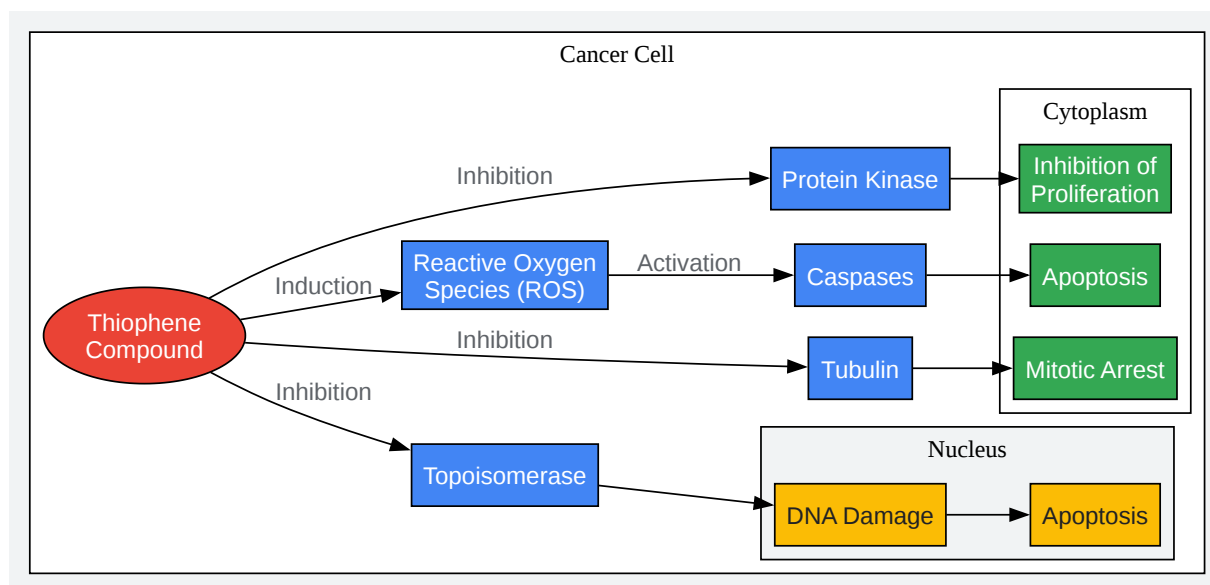 Cancer Cell
Cytoplasm
Inhibition
Protein Kinase
Inhibition of
Proliferation
Induction
Reactive Oxygen
Species (ROS)
Activation
Caspases
Apoptosis
Thiophene
Compound
Inhibition
Tubulin
Mitotic Arrest
Inhibition
Topoisomerase
Nucleus
DNA Damage
Apoptosis